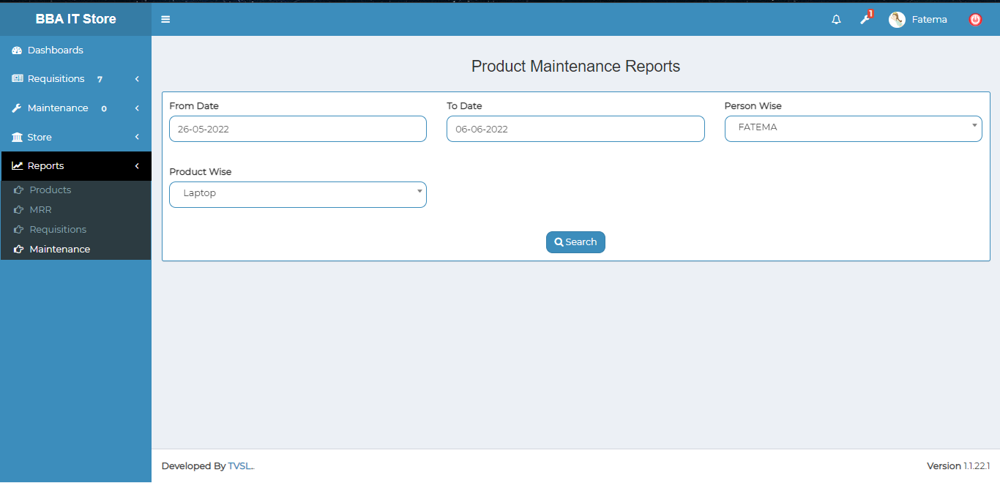 BBA IT Store
1
Fatema
Dashboards
Requisitions 7
Maintenance 0
Store
Reports
Products
MRR
Requisitions
Maintenance
Product Maintenance Reports
From Date
To Date
Person Wise
26-05-2022
06-06-2022
FATEMA
Product Wise
Laptop
Search
Developed By TVSL..
Version 1.1.22.1